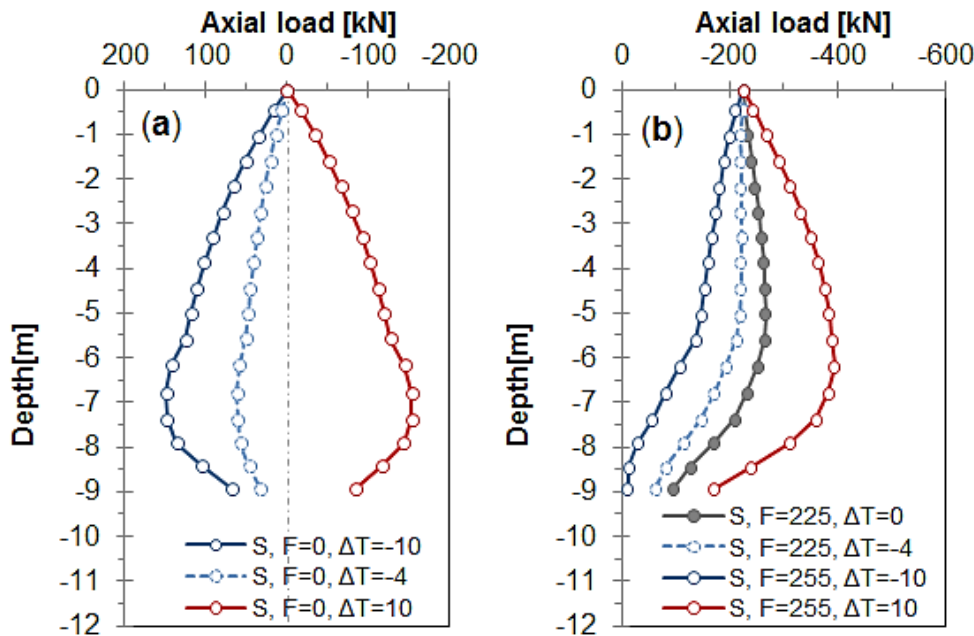 Axial load [kN]
200 100 0 -100 -200
0
-1
-2
-3
-4
-5
-6
-7
-8
-9
-10
-11
-12
Depth[m]
(a)
S, F=0, ΔT=-10
S, F=0, ΔT=-4
S, F=0, ΔT=10
Axial load [kN]
0 -200 -400 -600
0
-1
-2
-3
-4
-5
-6
-7
-8
-9
-10
-11
-12
Depth[m]
(b)
S, F=225, ΔT=0
S, F=225, ΔT=-4
S, F=255, ΔT=-10
S, F=255, ΔT=10